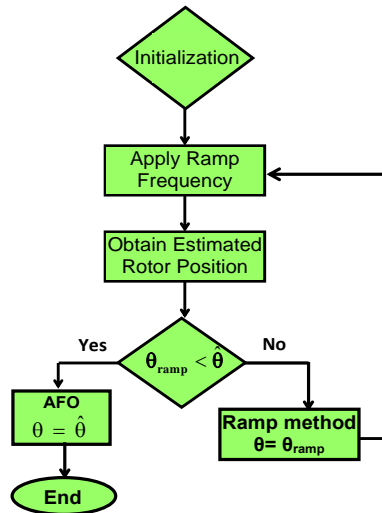 Initialization
Apply Ramp
Frequency
Obtain Estimated
Rotor Position
Yes
θramp < θ̂
No
AFO
θ = θ̂
Ramp method
θ= θramp
End